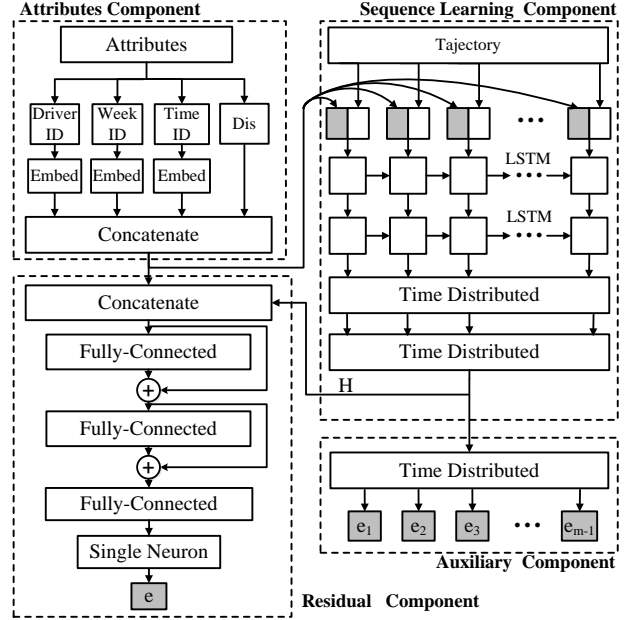 Attributes Component
Attributes
Driver ID
Week ID
Time ID
Dis
Embed
Embed
Embed
Concatenate
Sequence Learning Component
Tajectory
LSTM
LSTM
Time Distributed
Time Distributed
H
Concatenate
Fully-Connected
+
Fully-Connected
+
Fully-Connected
Single Neuron
e
Residual Component
Time Distributed
e1
e2
e3
em-1
Auxiliary Component